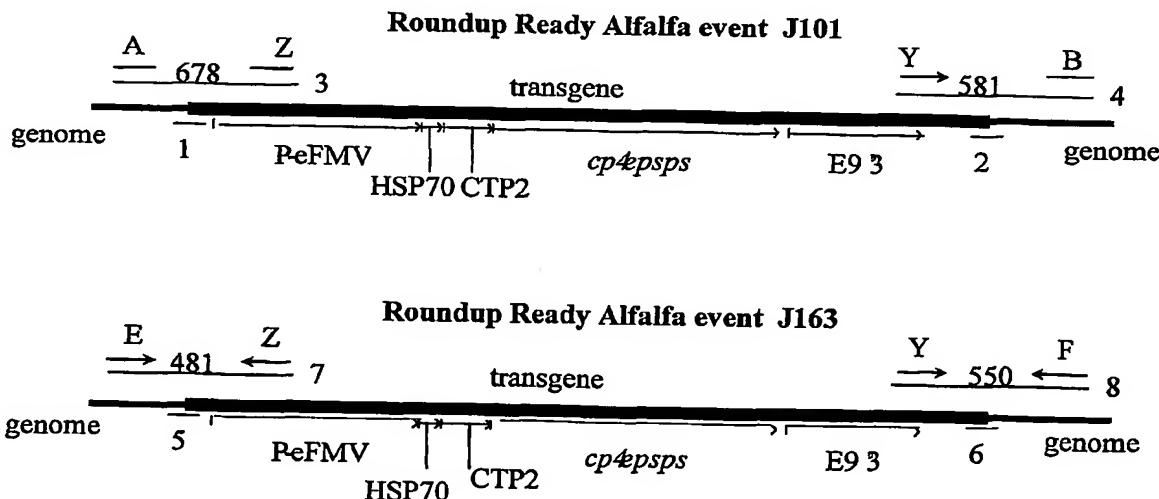 Roundup Ready Alfalfa event J101
A Z Y B
678 3 transgene 581 4
genome 1 P-eFMV cp4epsps E9 3 2 genome
HSP70 CTP2
Roundup Ready Alfalfa event J163
E Z Y F
481 7 transgene 550 8
genome 5 P-eFMV cp4epsps E9 3 6 genome
HSP70 CTP2